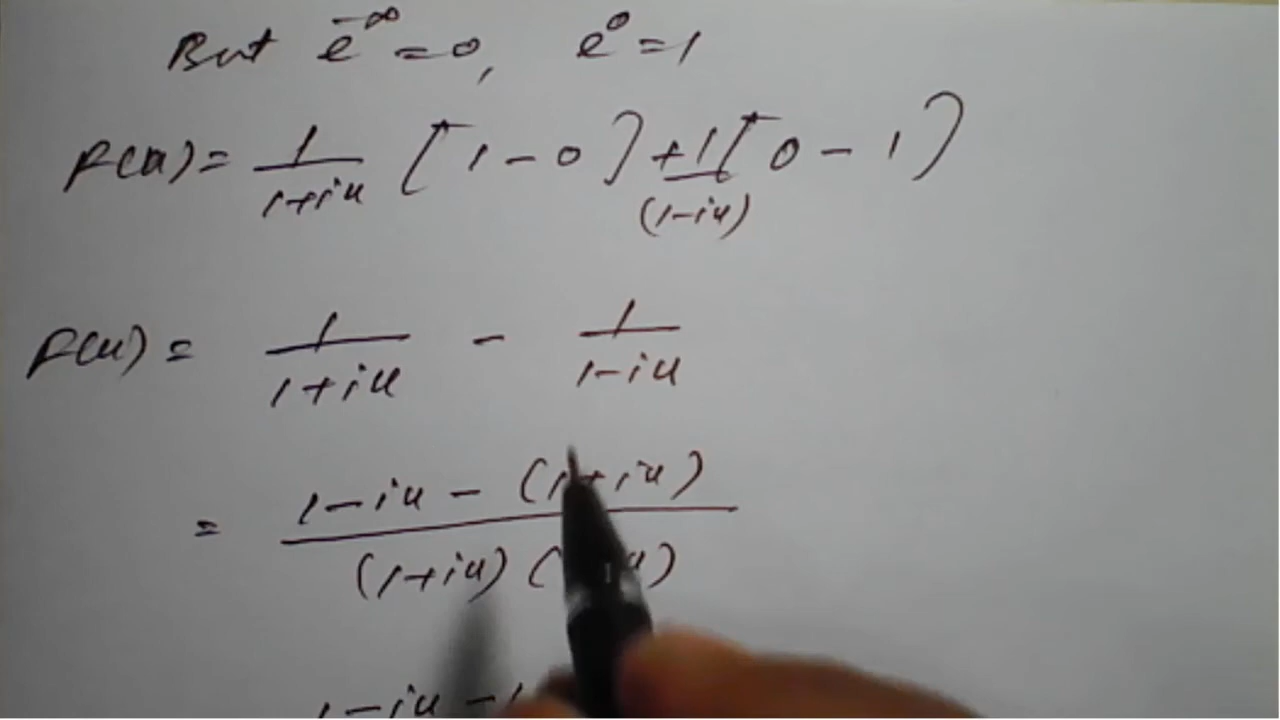 But e^-∞ = 0, e^0 = 1
F(u) = 1/(1+iu) [1 - 0] + 1/(1-iu) [0 - 1]
F(u) = 1/(1+iu) - 1/(1-iu)
= (1-iu - (1+iu)) / ((1+iu)(
1-iu -1